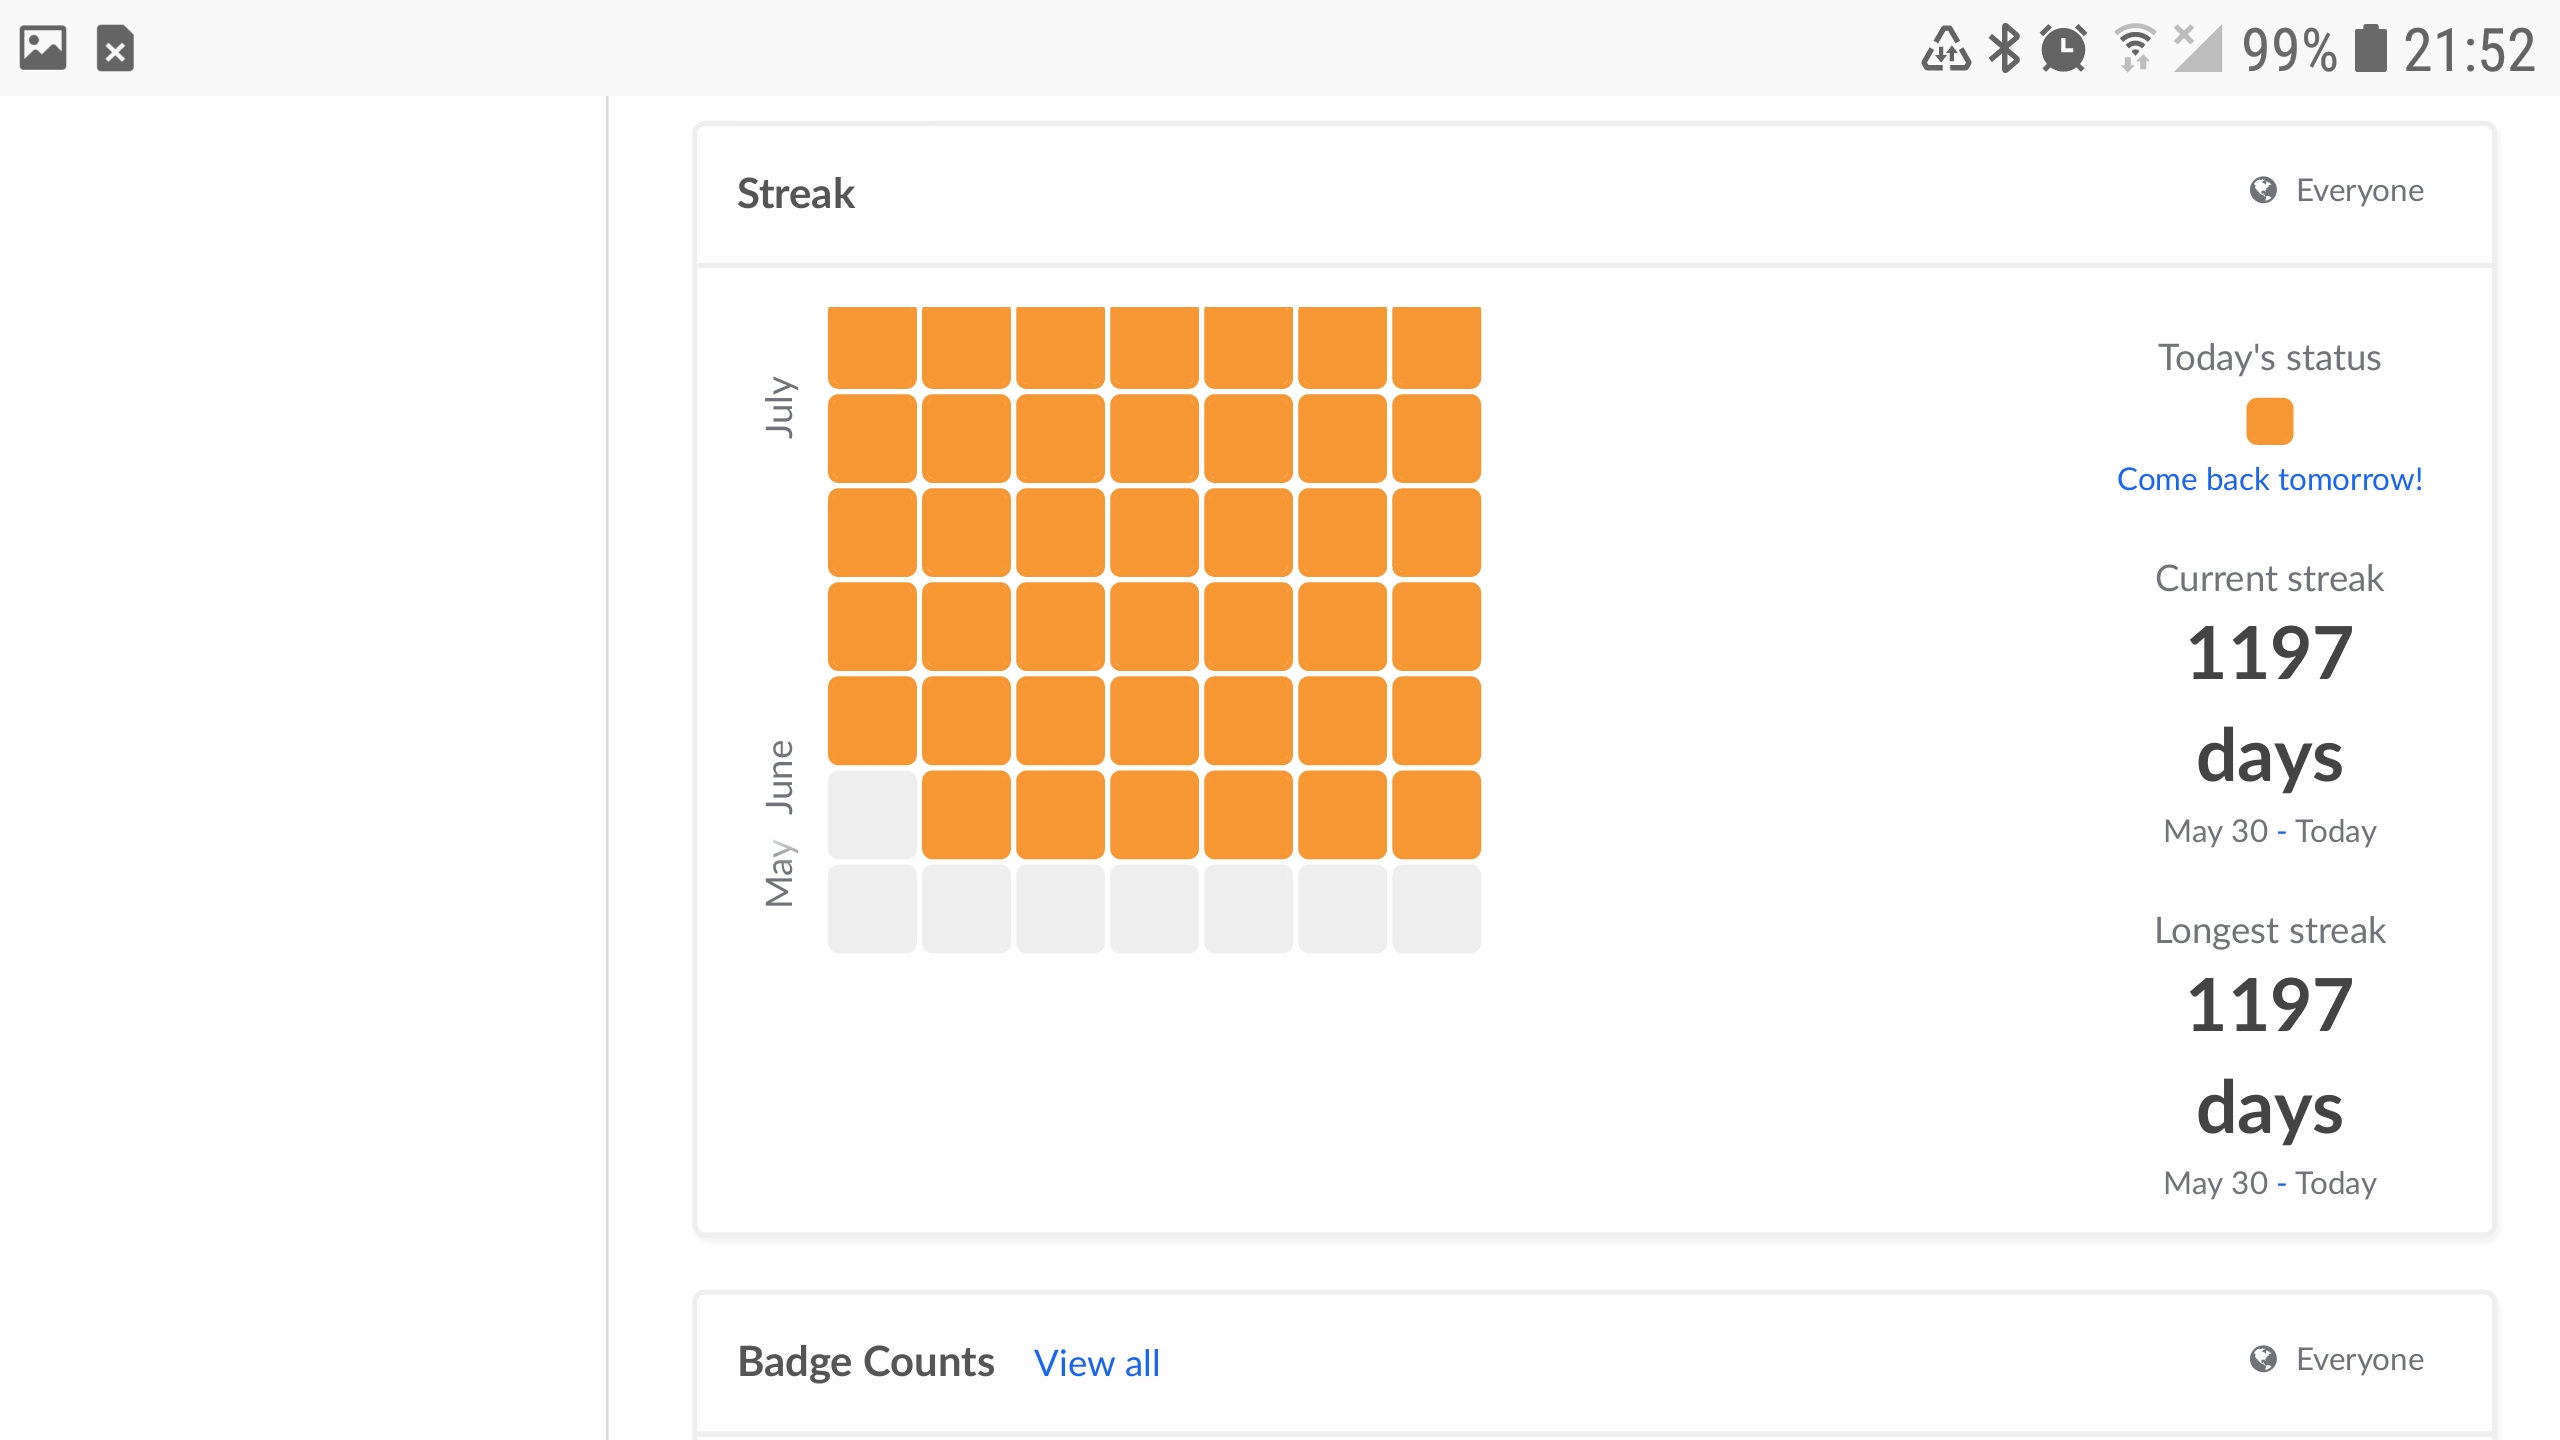 99% 21:52
Streak
Everyone
July
June
May
Today's status
Come back tomorrow!
Current streak
1197
days
May 30 - Today
Longest streak
1197
days
May 30 - Today
Badge Counts View all
Everyone